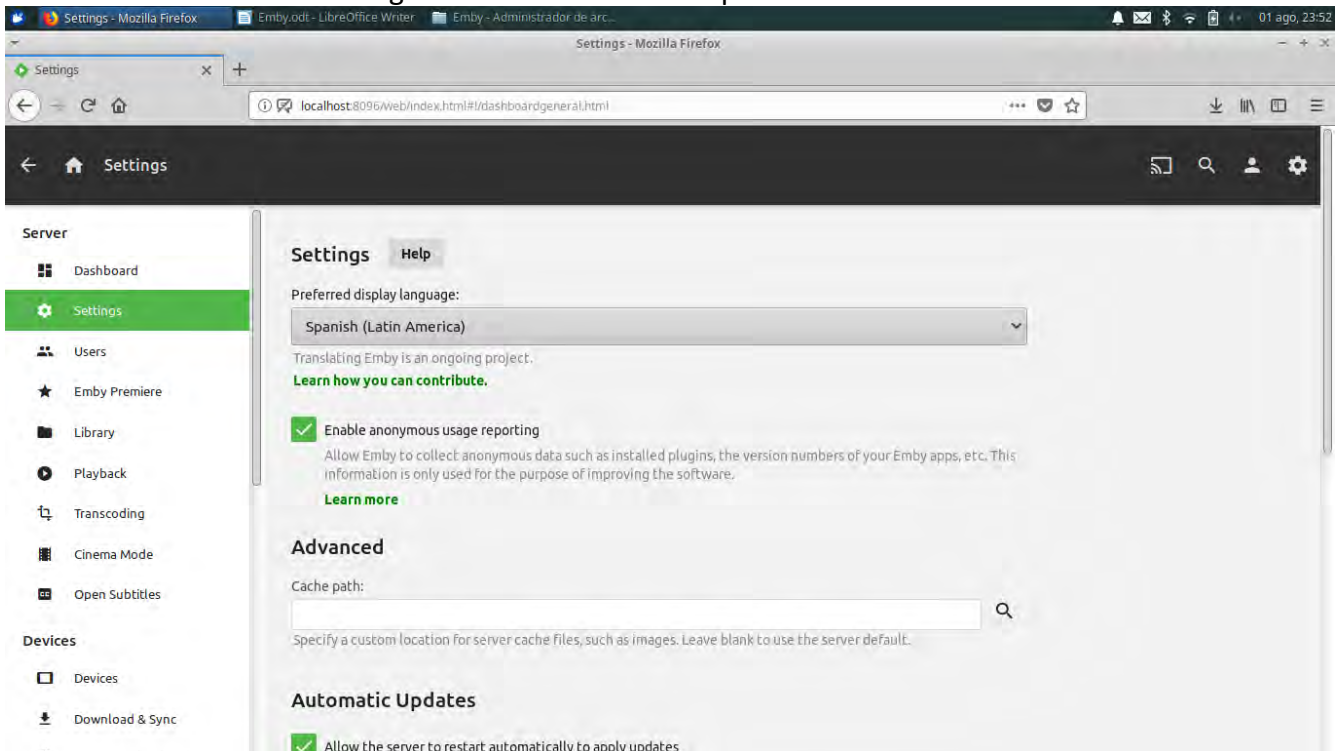 Settings - Mozilla Firefox
Emby.odt - LibreOffice Writer
Emby - Administrador de arc...
01 ago, 23:52
Settings - Mozilla Firefox
Settings
localhost:8096/web/index.html#!/dashboardgeneral.html
Settings
Server
Dashboard
Settings
Users
Emby Premiere
Library
Playback
Transcoding
Cinema Mode
Open Subtitles
Devices
Devices
Download & Sync
Settings
Help
Preferred display language:
Spanish (Latin America)
Translating Emby is an ongoing project.
Learn how you can contribute.
Enable anonymous usage reporting
Allow Emby to collect anonymous data such as installed plugins, the version numbers of your Emby apps, etc. This
information is only used for the purpose of improving the software.
Learn more
Advanced
Cache path:
Specify a custom location for server cache files, such as images. Leave blank to use the server default.
Automatic Updates
Allow the server to restart automatically to apply updates